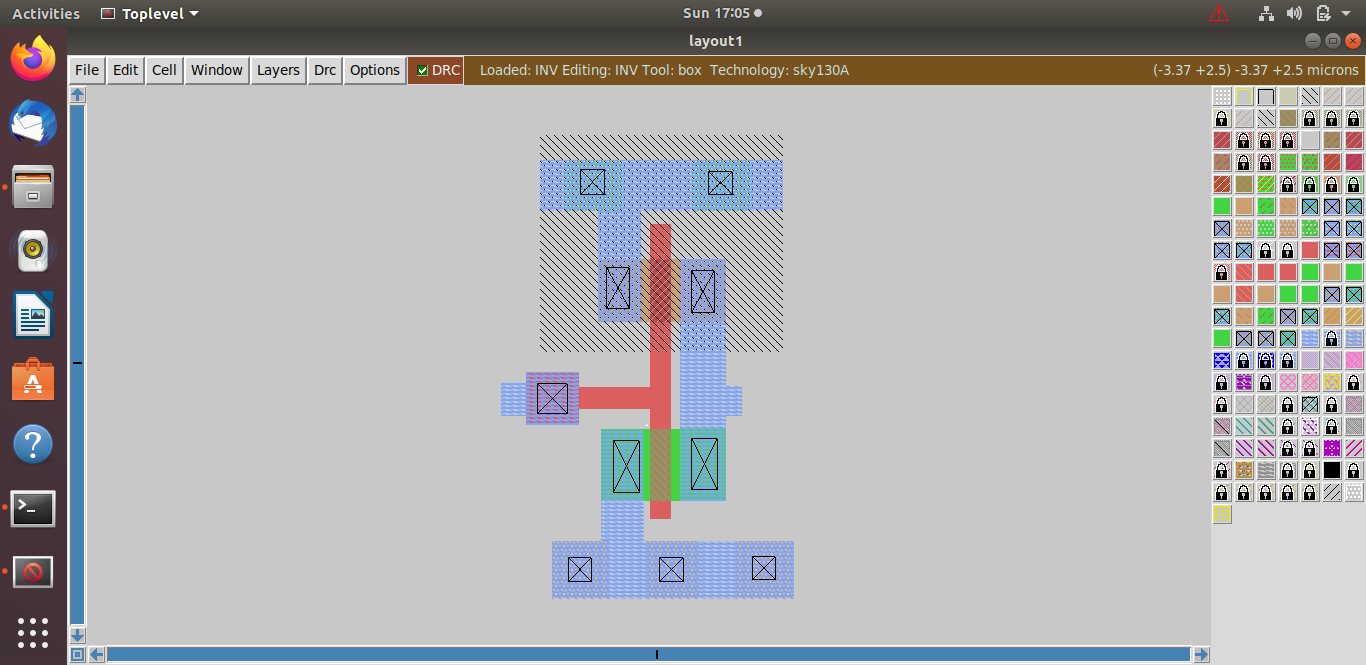 Activities Toplevel Sun 17:05
layout1
File Edit Cell Window Layers Drc Options DRC Loaded: INV Editing: INV Tool: box Technology: sky130A (-3.37 +2.5) -3.37 +2.5 microns